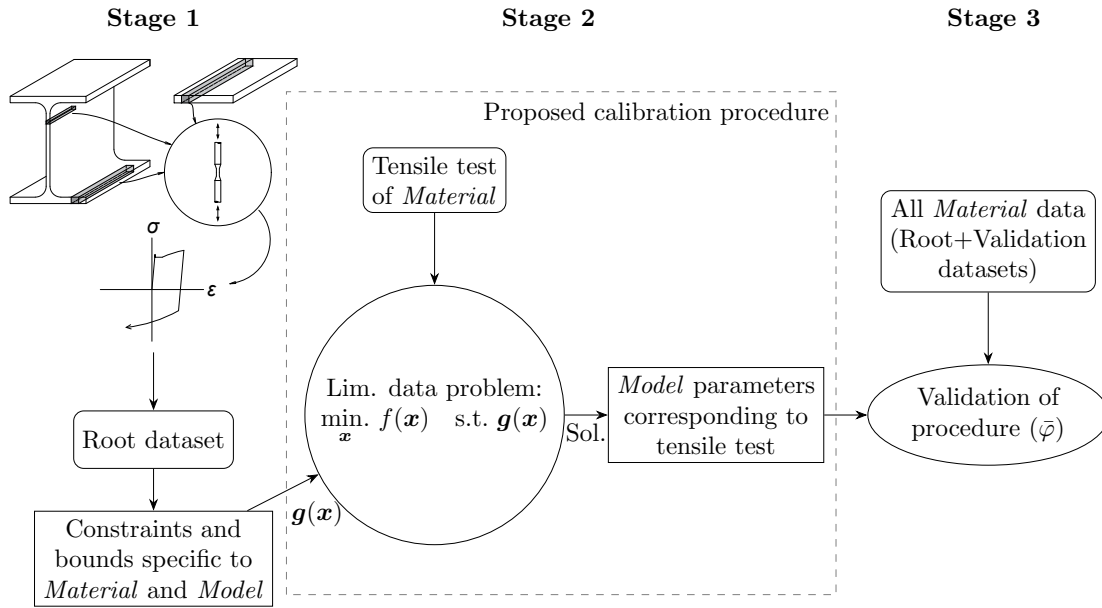 Stage 1
Stage 2
Stage 3
σ
ε
Root dataset
Constraints and
bounds specific to
Material and Model
g(x)
Proposed calibration procedure
Tensile test
of Material
Lim. data problem:
min. f(x) s.t. g(x)
x
Sol.
Model parameters
corresponding to
tensile test
All Material data
(Root+Validation
datasets)
Validation of
procedure (φ̄)